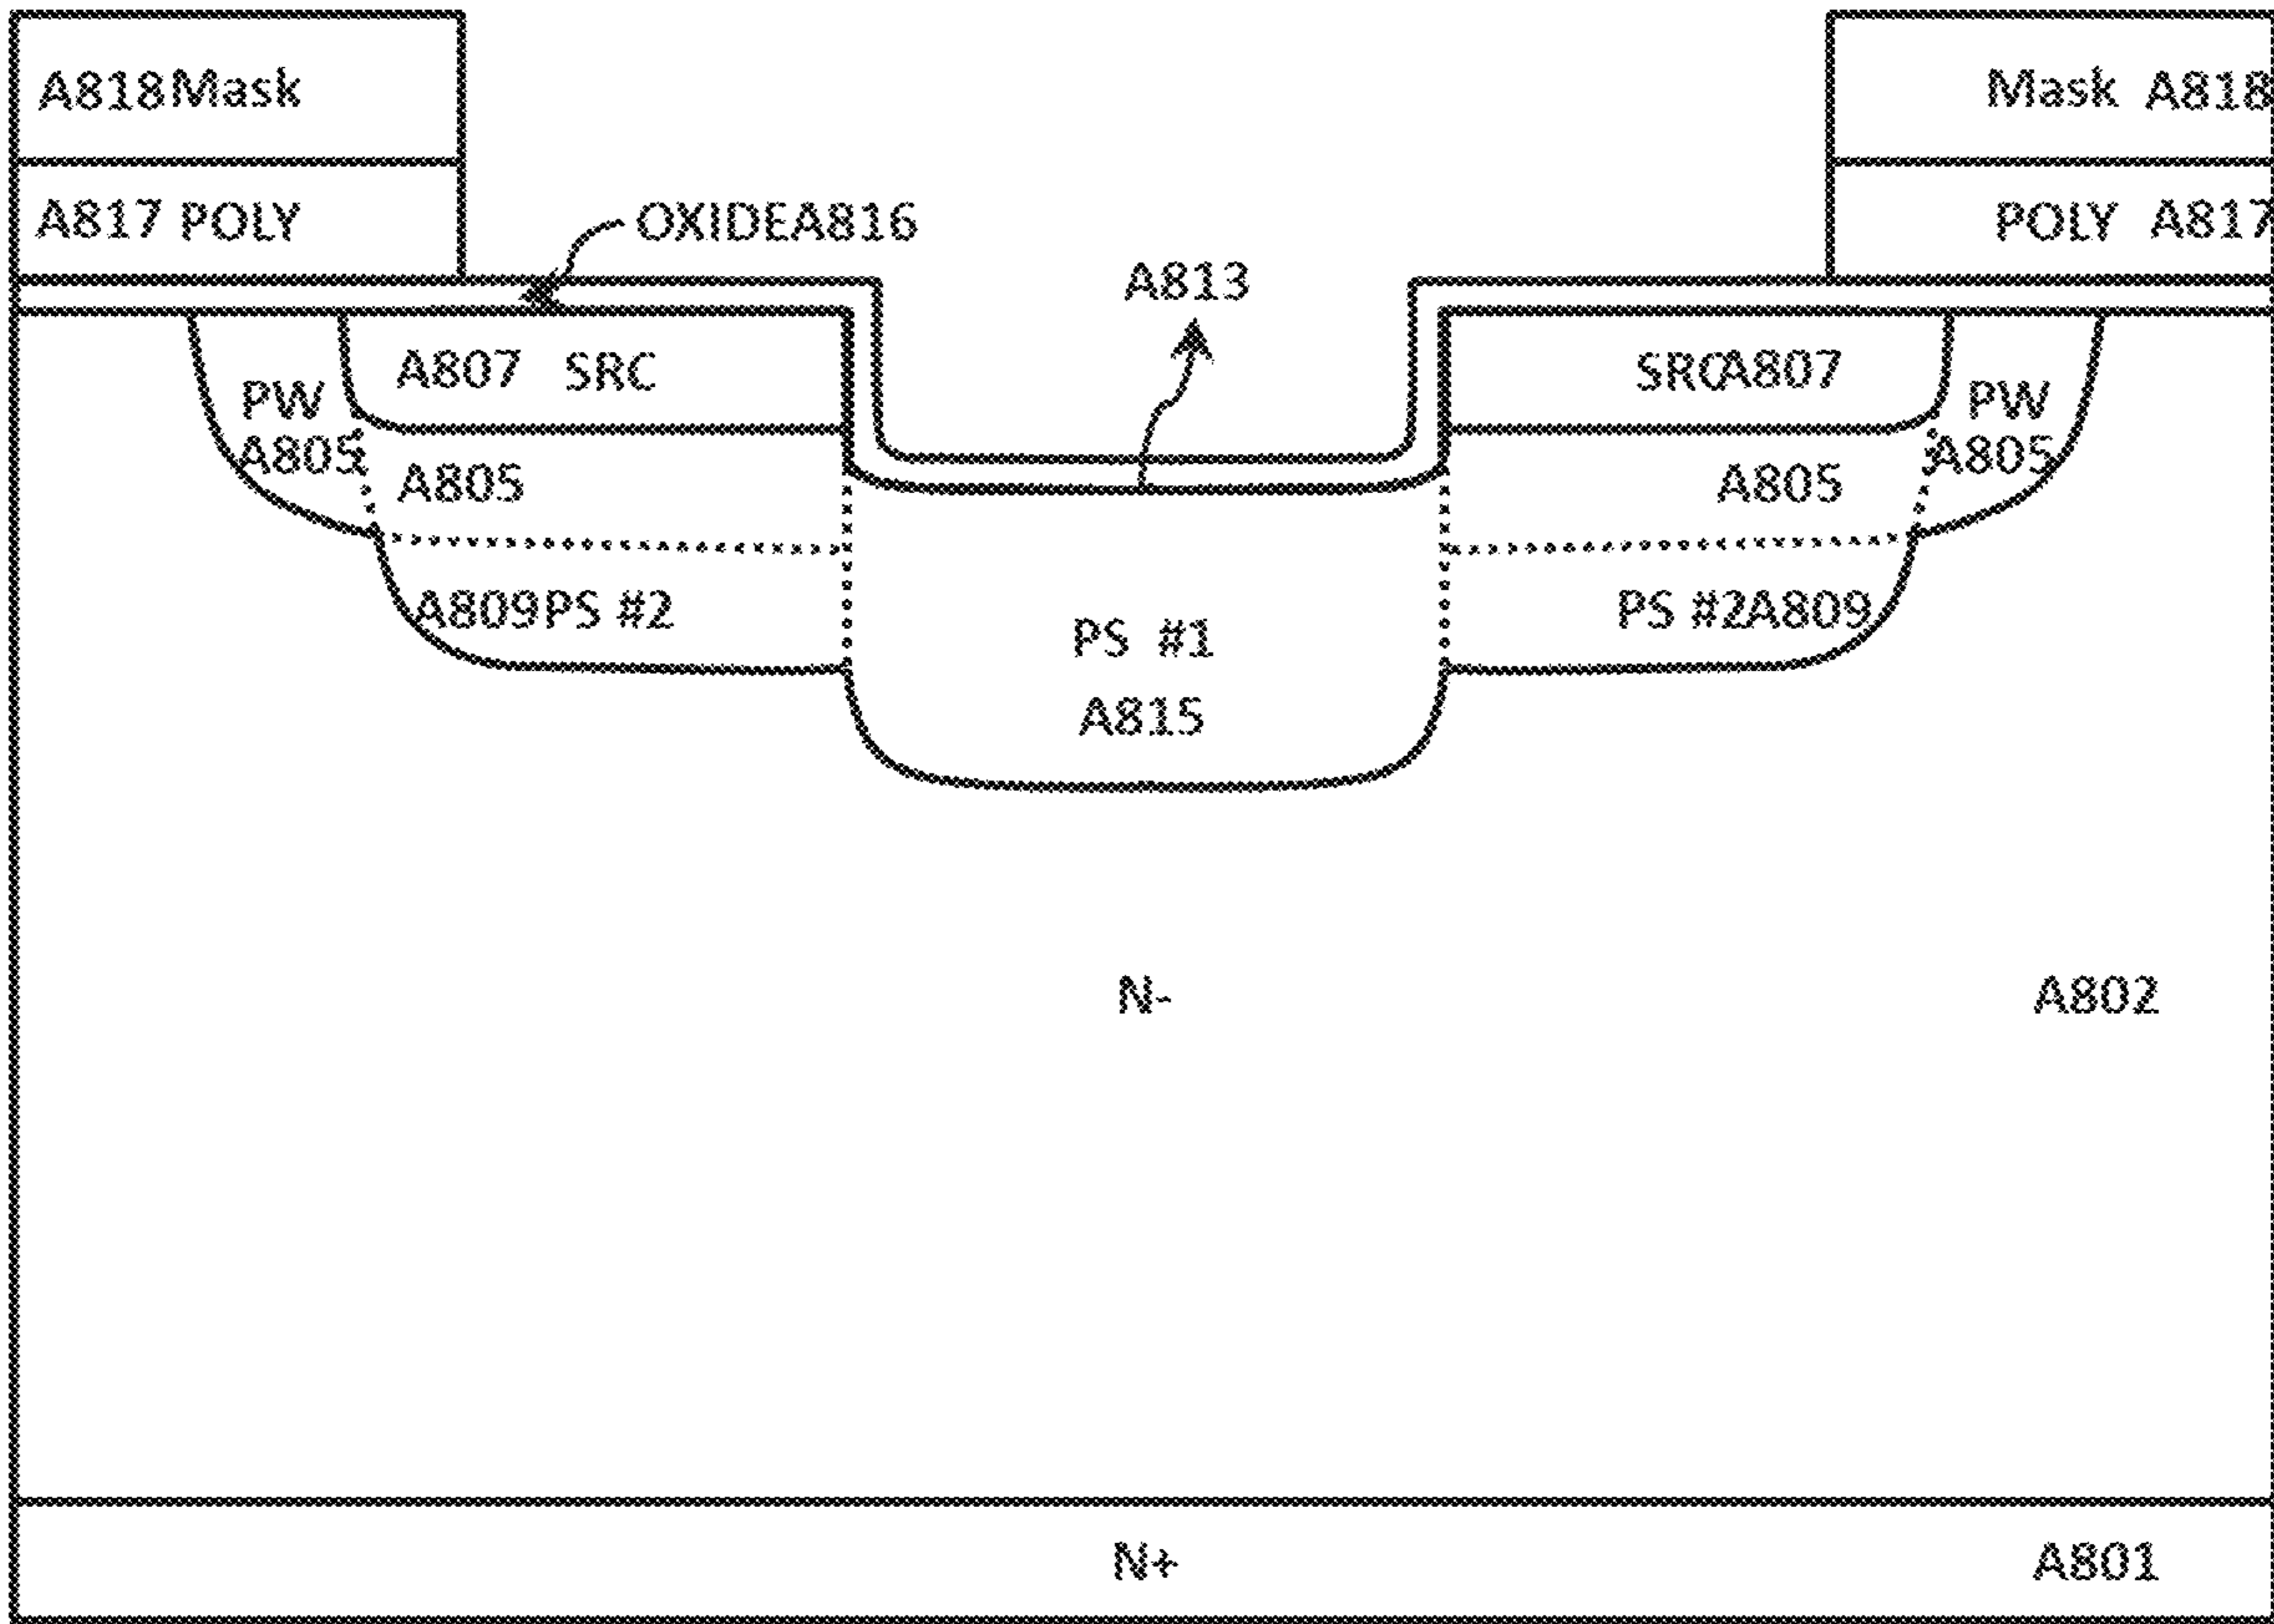 A818Mask
Mask A818
A817 POLY
OXIDEA816
POLY A817
A813
A807 SRC
SRCA807
PW
A805
PW
A805
A805
A805
A809PS #2
PS #1
A815
PS #2A809
N-
A802
N+
A801